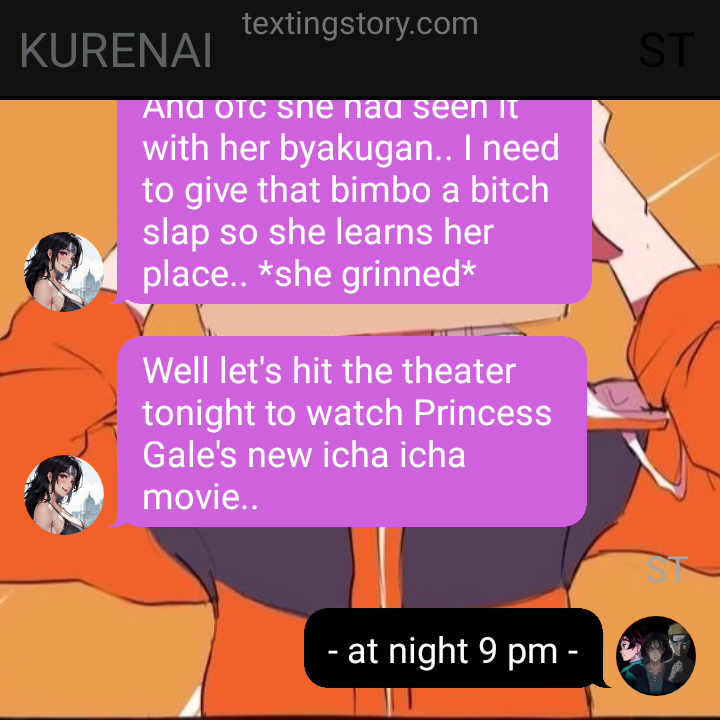 textingstory.com
KURENAI
ST
And ofc she had seen it
with her byakugan.. I need
to give that bimbo a bitch
slap so she learns her
place.. *she grinned*
Well let's hit the theater
tonight to watch Princess
Gale's new icha icha
movie..
ST
- at night 9 pm -